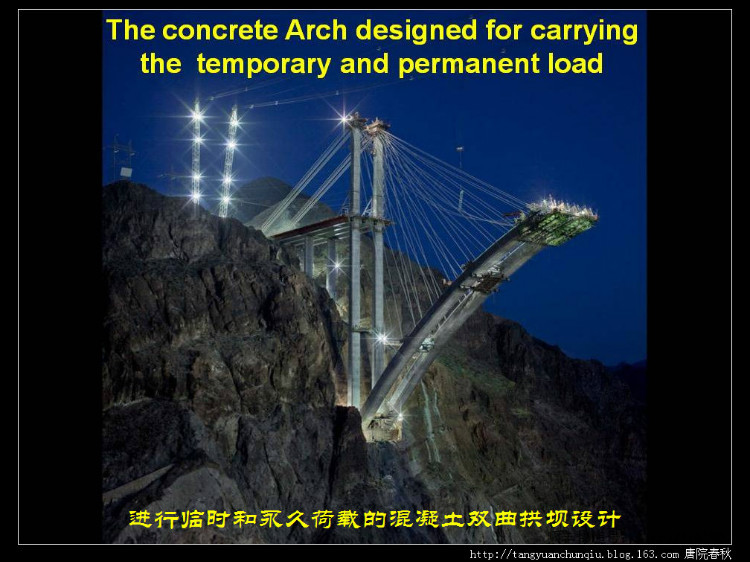 The concrete Arch designed for carrying
the temporary and permanent load
进行临时和永久荷载的混凝土双曲拱坝设计
http://tangyuanchunqiu.blog.163.com 唐院春秋